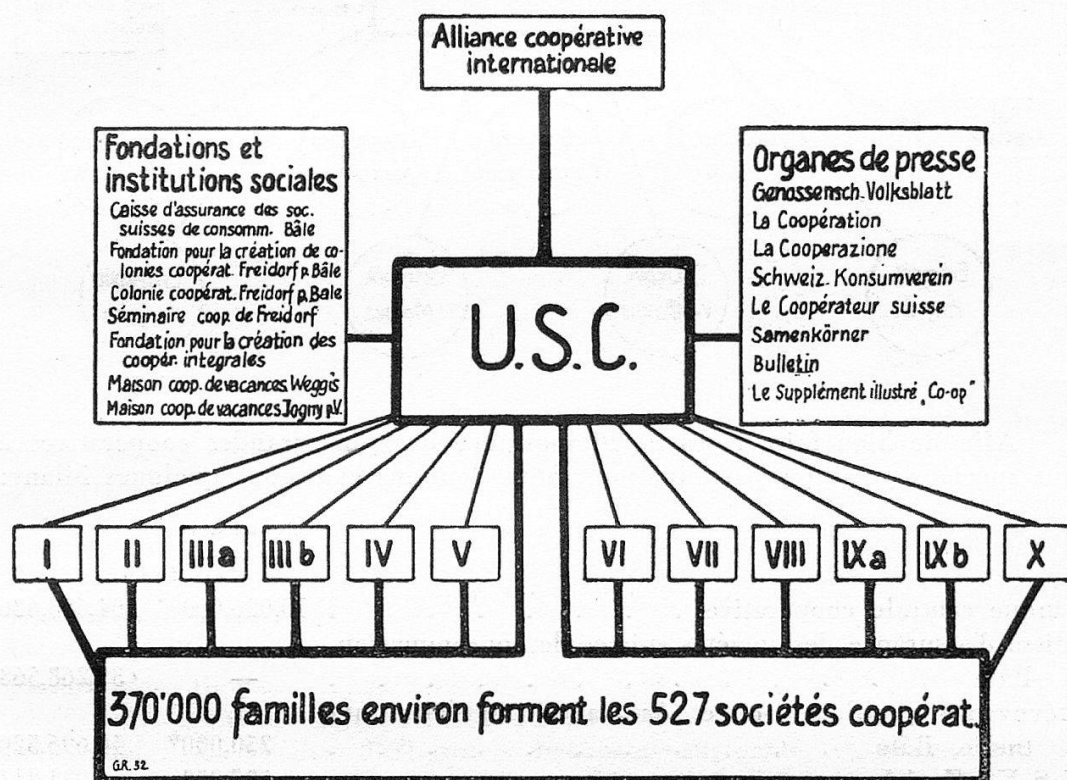 Alliance coopérative
internationale
Fondations et
institutions sociales
Caisse d'assurance des soc.
suisses de consomm. Bâle
Fondation pour la création de co-
lonies coopérat. Freidorf p. Bâle
Colonie coopérat. Freidorf p. Bale
Séminaire coop. de Freidorf
Fondation pour la création des
coopér. integrales
Maison coop. de vacances Weggis
Maison coop. de vacances Jogny p.V.
Organes de presse
Genossensch. Volksblatt
La Coopération
La Cooperazione
Schweiz. Konsumverein
Le Coopérateur suisse
Samenkörner
Bulletin
Le Supplément illustré „Co-op"
U.S.C.
I II IIIa IIIb IV V VI VII VIII IXa IXb X
370'000 familles environ forment les 527 sociétés coopérat.
G.R. 32